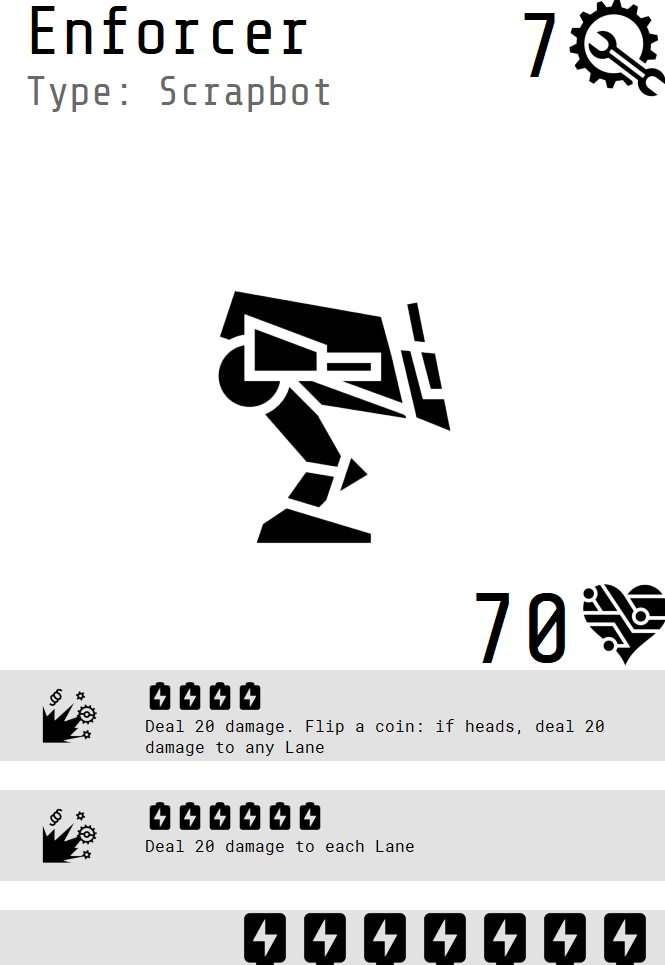 Enforcer
7
Type: Scrapbot
70
Deal 20 damage. Flip a coin: if heads, deal 20
damage to any Lane
Deal 20 damage to each Lane